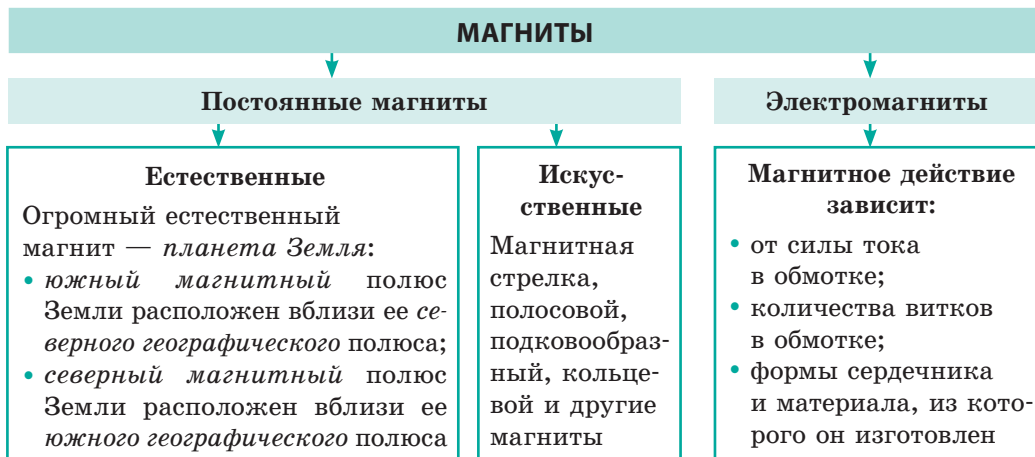 МАГНИТЫ
Постоянные магниты
Электромагниты
Естественные
Огромный естественный
магнит — планета Земля:
• южный магнитный полюс
Земли расположен вблизи ее се-
верного географического полюса;
• северный магнитный полюс
Земли расположен вблизи ее
южного географического полюса
Искус-
ственные
Магнитная
стрелка,
полосовой,
подковообраз-
ный, кольце-
вой и другие
магниты
Магнитное действие
зависит:
• от силы тока
в обмотке;
• количества витков
в обмотке;
• формы сердечника
и материала, из кото-
рого он изготовлен